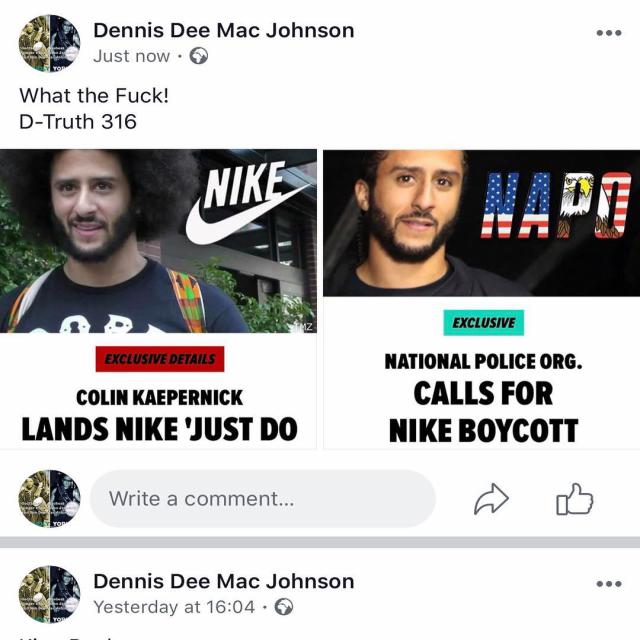 Dennis Dee Mac Johnson
Just now ·
What the Fuck!
D-Truth 316
NIKE
TMZ
EXCLUSIVE DETAILS
COLIN KAEPERNICK
LANDS NIKE 'JUST DO
NAPO
EXCLUSIVE
NATIONAL POLICE ORG.
CALLS FOR
NIKE BOYCOTT
Write a comment...
Dennis Dee Mac Johnson
Yesterday at 16:04 ·